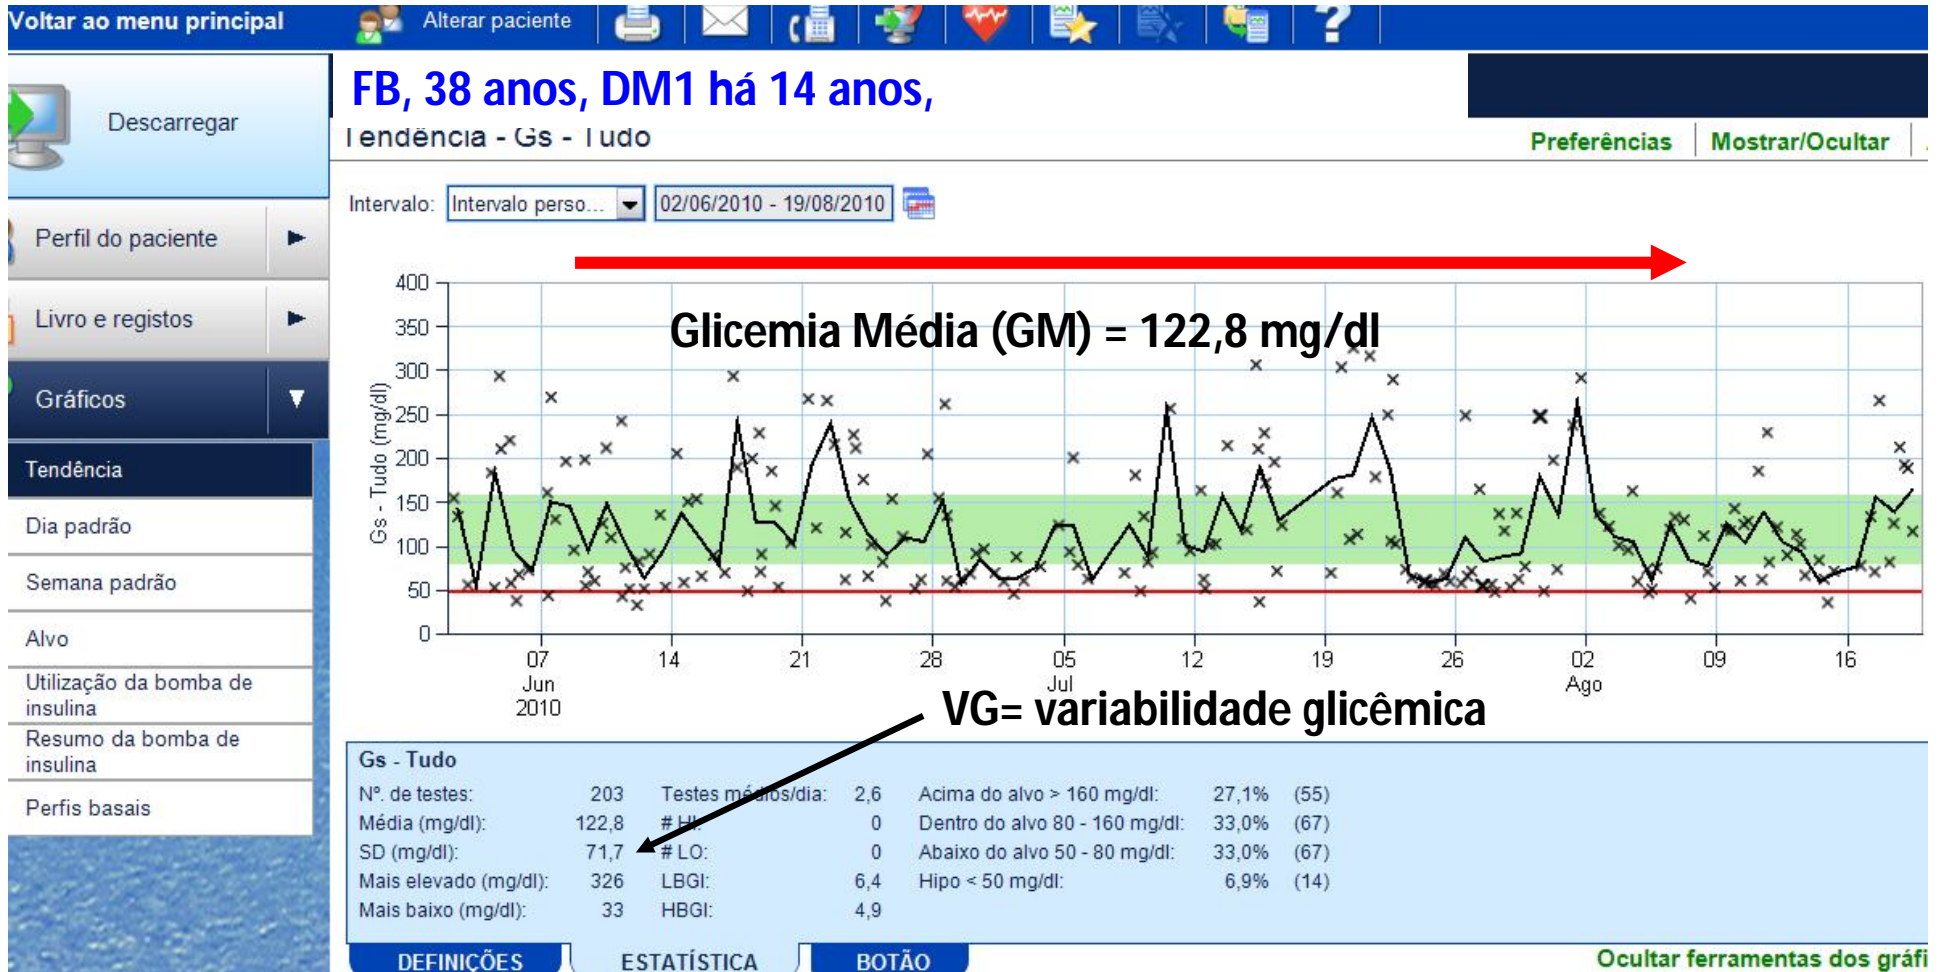 Voltar ao menu principal
Alterar paciente
?
Descarregar
FB, 38 anos, DM1 há 14 anos,
Tendência - Gs - Tudo
Preferências
Mostrar/Ocultar
Intervalo: Intervalo perso... 02/06/2010 - 19/08/2010
Perfil do paciente
Livro e registos
Gráficos
Tendência
Dia padrão
Semana padrão
Alvo
Utilização da bomba de
insulina
Resumo da bomba de
insulina
Perfis basais
Glicemia Média (GM) = 122,8 mg/dl
Gs - Tudo (mg/dl)
400
350
300
250
200
150
100
50
0
07 14 21 28 05 12 19 26 02 09 16
Jun Jul Ago
2010
VG= variabilidade glicêmica
Gs - Tudo
Nº. de testes: 203 Testes médios/dia: 2,6 Acima do alvo > 160 mg/dl: 27,1% (55)
Média (mg/dl): 122,8 # HI: 0 Dentro do alvo 80 - 160 mg/dl: 33,0% (67)
SD (mg/dl): 71,7 # LO: 0 Abaixo do alvo 50 - 80 mg/dl: 33,0% (67)
Mais elevado (mg/dl): 326 LBGI: 6,4 Hipo < 50 mg/dl: 6,9% (14)
Mais baixo (mg/dl): 33 HBGI: 4,9
DEFINIÇÕES ESTATÍSTICA BOTÃO
Ocultar ferramentas dos gráfi